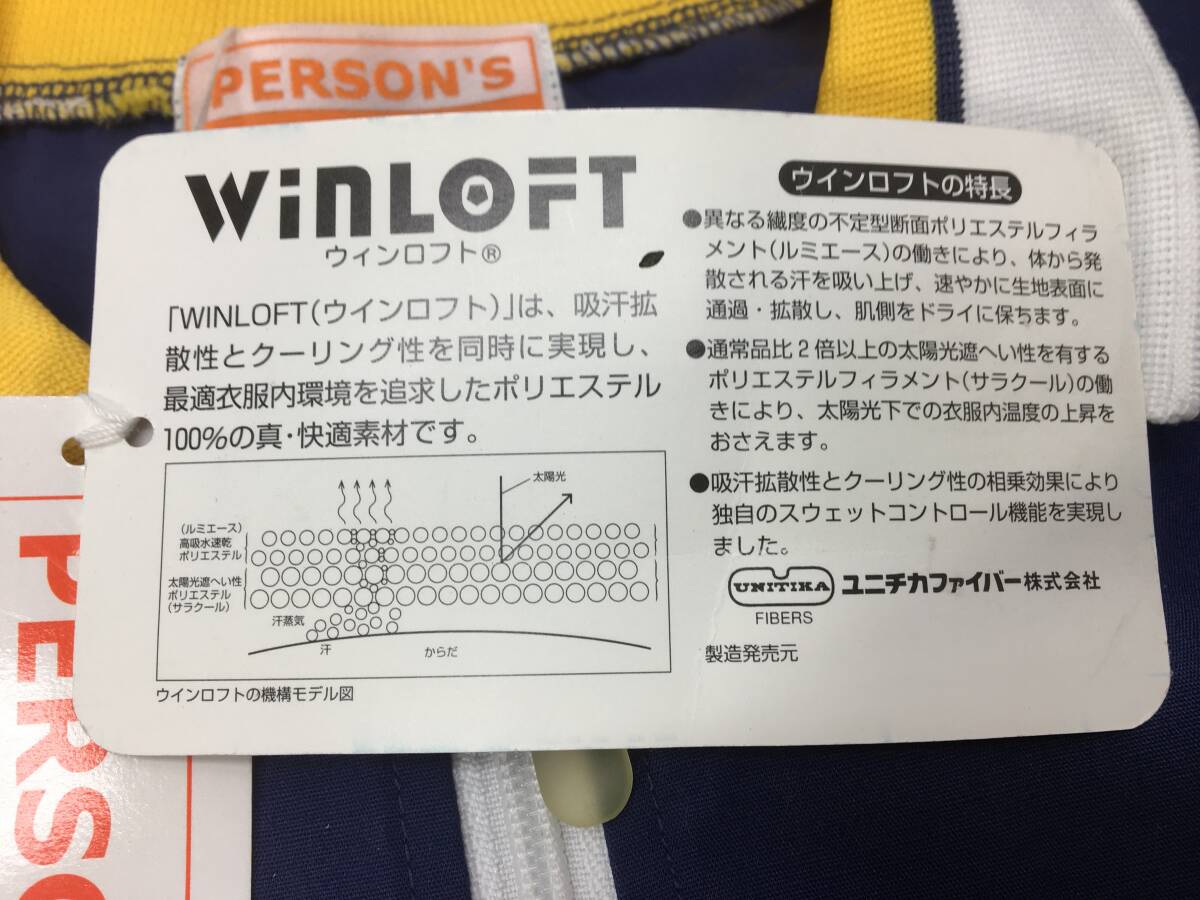 PERSON'S
WiNLOFT
ウインロフト®
「WINLOFT(ウインロフト)」は、吸汗拡
散性とクーリング性を同時に実現し、
最適衣服内環境を追求したポリエステル
100%の真・快適素材です。
太陽光
(ルミエース)
高吸水速乾
ポリエステル
太陽光遮へい性
ポリエステル
(サラクール)
汗蒸気
汗
からだ
ウインロフトの機構モデル図
ウインロフトの特長
●異なる繊度の不定型断面ポリエステルフィラ
メント(ルミエース)の働きにより、体から発
散される汗を吸い上げ、速やかに生地表面に
通過・拡散し、肌側をドライに保ちます。
●通常品比2倍以上の太陽光遮へい性を有する
ポリエステルフィラメント(サラクール)の働
きにより、太陽光下での衣服内温度の上昇を
おさえます。
●吸汗拡散性とクーリング性の相乗効果により
独自のスウェットコントロール機能を実現し
ました。
UNITIKA ユニチカファイバー株式会社
FIBERS
製造発売元
PERSO